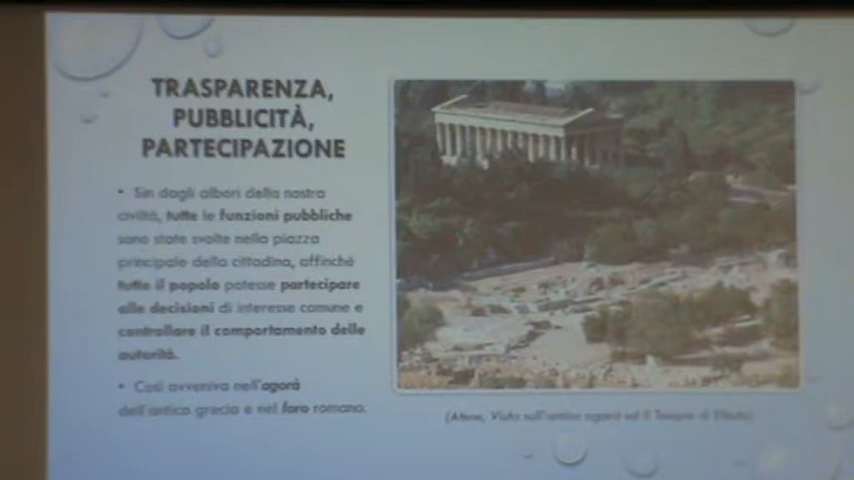 TRASPARENZA,
PUBBLICITÀ,
PARTECIPAZIONE
• Sin dagli albori della nostra
civiltà, tutte le funzioni pubbliche
sono state svolte nella piazza
principale della cittadina, affinché
tutto il popolo potesse partecipare
alle decisioni di interesse comune e
controllare il comportamento delle
autorità.
• Così avveniva nell'agorà
dell'antica grecia e nel foro romano.
(Atene, Vista sull'antica agorà ed il Tempio di Efesto)